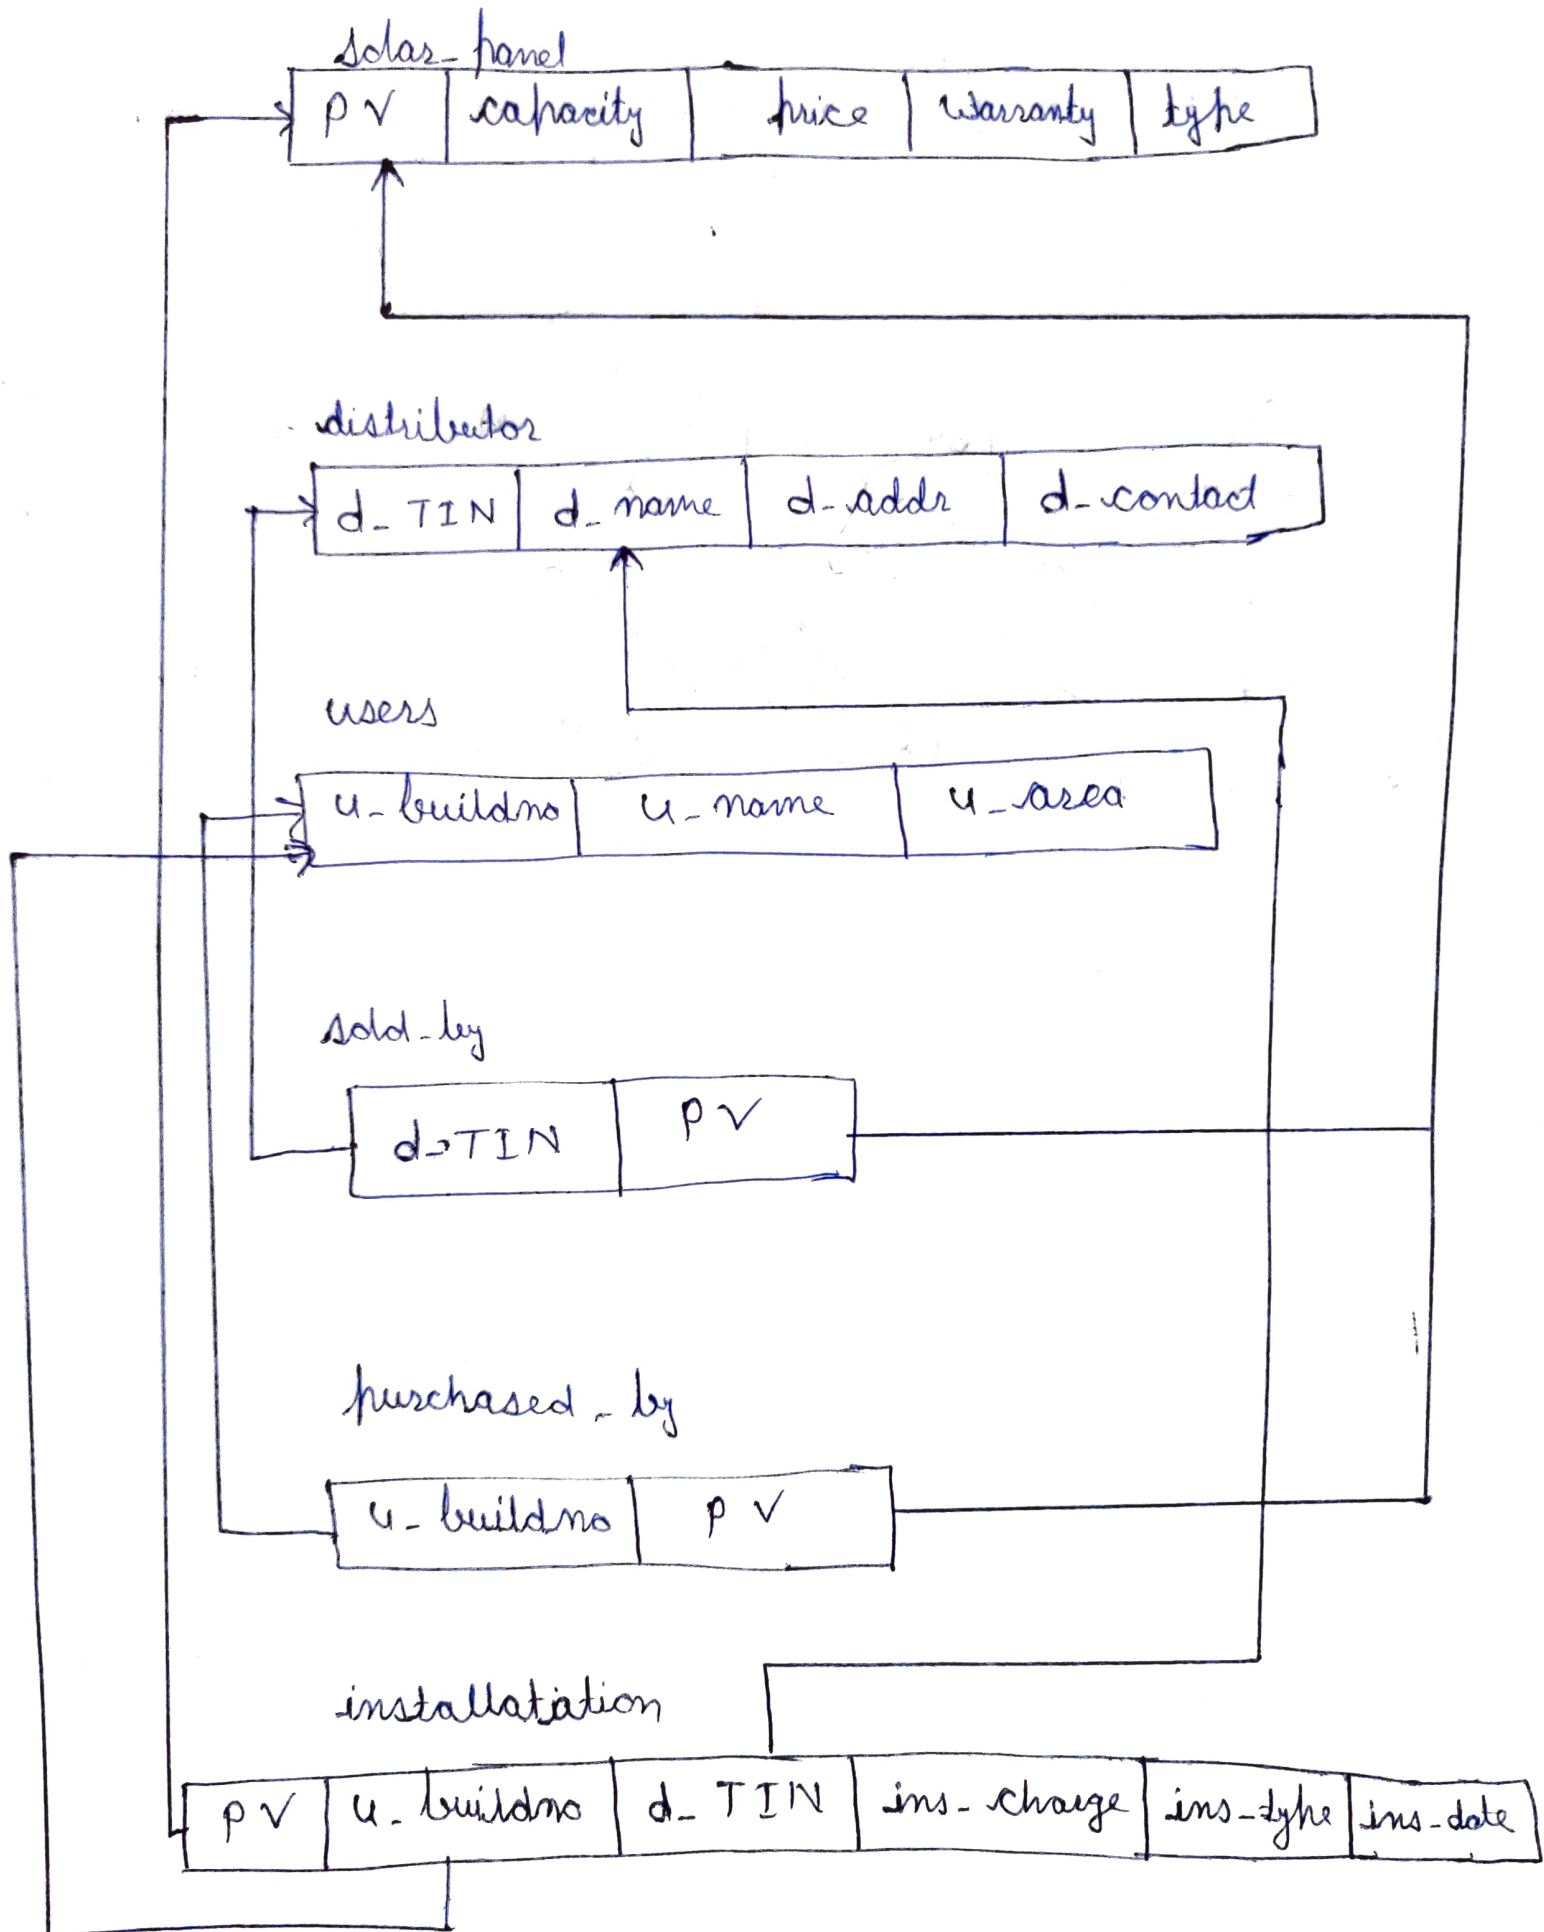 solar_panel
PV capacity price warranty type
distributor
d_TIN d_name d_addr d_contact
users
u_buildno u_name u_area
sold_by
d_TIN PV
purchased_by
u_buildno PV
installatiation
PV u_buildno d_TIN ins_charge ins_type ins_date